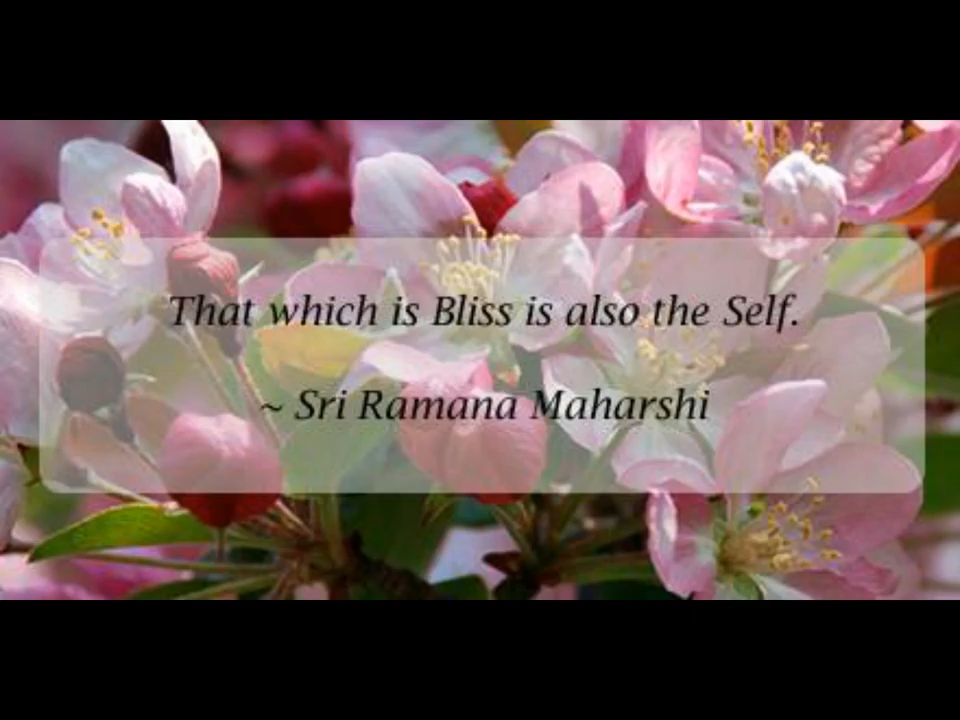 That which is Bliss is also the Self.
~ Sri Ramana Maharshi